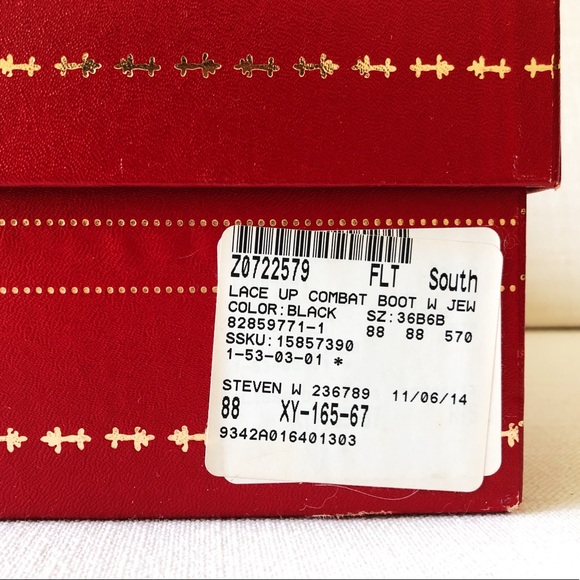 Z0722579 FLT South
LACE UP COMBAT BOOT W JEW
COLOR:BLACK SZ:36B6B
82859771-1 88 88 570
SSKU:15857390
1-53-03-01 *
STEVEN W 236789 11/06/14
88 XY-165-67
9342A016401303